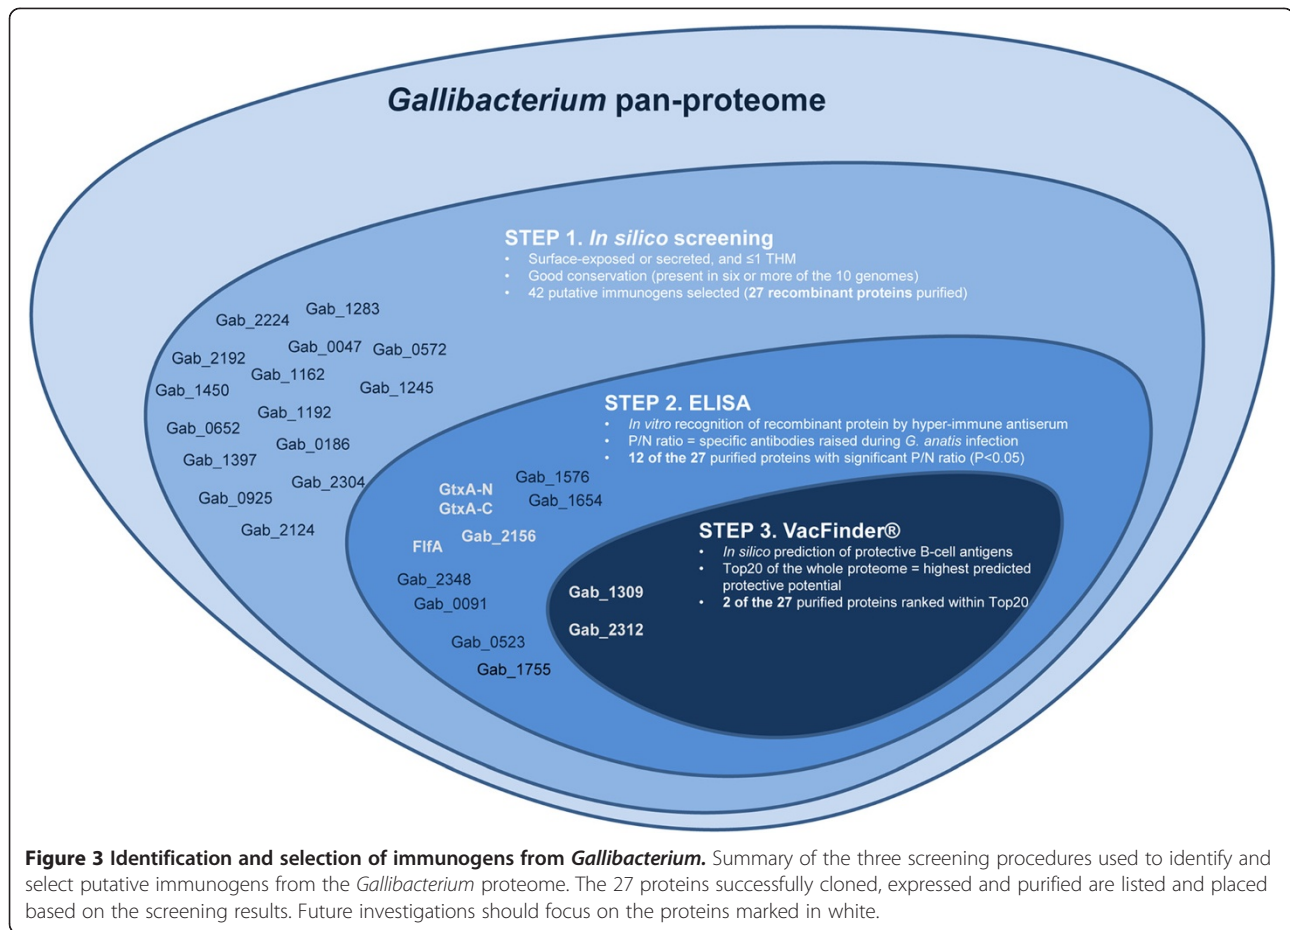 Gallibacterium pan-proteome
STEP 1. In silico screening
• Surface-exposed or secreted, and ≤1 THM
• Good conservation (present in six or more of the 10 genomes)
• 42 putative immunogens selected (27 recombinant proteins purified)
Gab_1283
Gab_2224
Gab_0047
Gab_0572
Gab_2192
Gab_1162
Gab_1450
Gab_1245
Gab_1192
Gab_0652
Gab_0186
Gab_1397
Gab_2304
Gab_0925
Gab_2124
STEP 2. ELISA
• In vitro recognition of recombinant protein by hyper-immune antiserum
• P/N ratio = specific antibodies raised during G. anatis infection
• 12 of the 27 purified proteins with significant P/N ratio (P<0.05)
Gab_1576
GtxA-N
Gab_1654
GtxA-C
Gab_2156
FlfA
Gab_2348
Gab_0091
Gab_0523
Gab_1755
STEP 3. VacFinder®
• In silico prediction of protective B-cell antigens
• Top20 of the whole proteome = highest predicted
protective potential
• 2 of the 27 purified proteins ranked within Top20
Gab_1309
Gab_2312
Figure 3 Identification and selection of immunogens from Gallibacterium. Summary of the three screening procedures used to identify and
select putative immunogens from the Gallibacterium proteome. The 27 proteins successfully cloned, expressed and purified are listed and placed
based on the screening results. Future investigations should focus on the proteins marked in white.